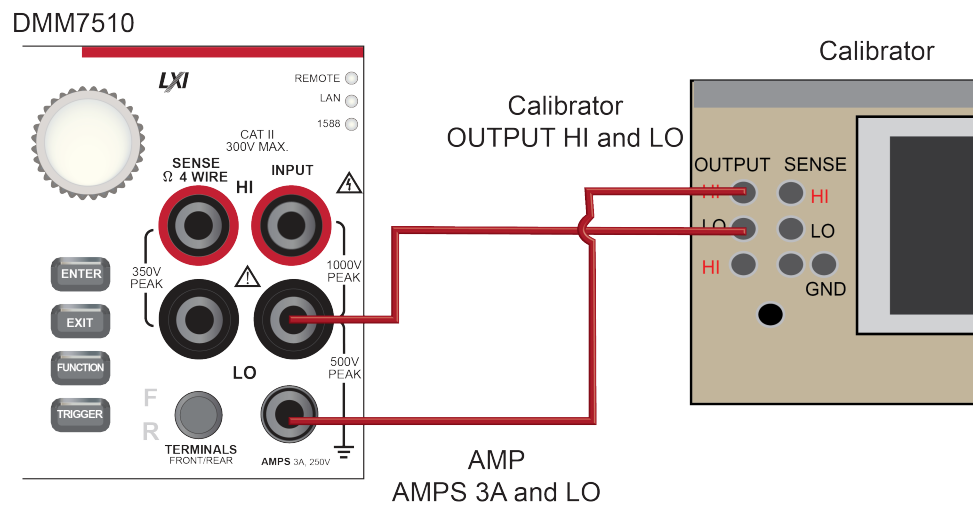 DMM7510
LXI
REMOTE
LAN
1588
CAT II
300V MAX.
SENSE
Ω 4 WIRE
HI
INPUT
350V
PEAK
1000V
PEAK
500V
PEAK
ENTER
EXIT
FUNCTION
TRIGGER
LO
F
R
TERMINALS
FRONT/REAR
AMPS 3A, 250V
Calibrator
OUTPUT HI and LO
AMP
AMPS 3A and LO
Calibrator
OUTPUT SENSE
HI HI
LO LO
HI
GND